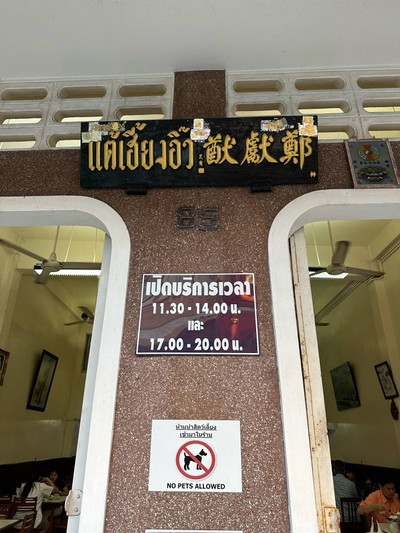 แต้เฮี้ยงอิ้ว 猷獻鄭
85
เปิดบริการเวลา
11.30 - 14.00 น.
และ
17.00 - 20.00 น.
ห้ามนำสัตว์เลี้ยง
เข้ามาในร้าน
NO PETS ALLOWED